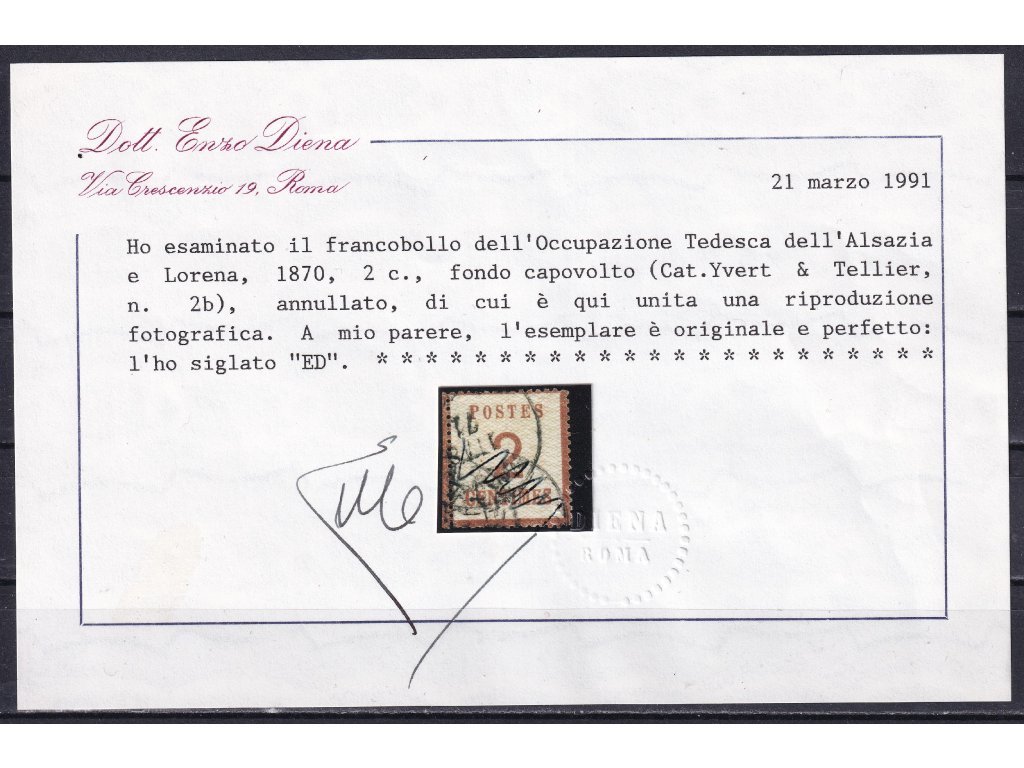 Dott. Enzo Diena
Via Crescenzio 19, Roma
21 marzo 1991
Ho esaminato il francobollo dell'Occupazione Tedesca dell'Alsazia
e Lorena, 1870, 2 c., fondo capovolto (Cat.Yvert & Tellier,
n. 2b), annullato, di cui è qui unita una riproduzione
fotografica. A mio parere, l'esemplare è originale e perfetto:
l'ho siglato "ED". * * * * * * * * * * * * * * * * * * * * * * *
POSTES
2
CENTIMES
DIENA
ROMA